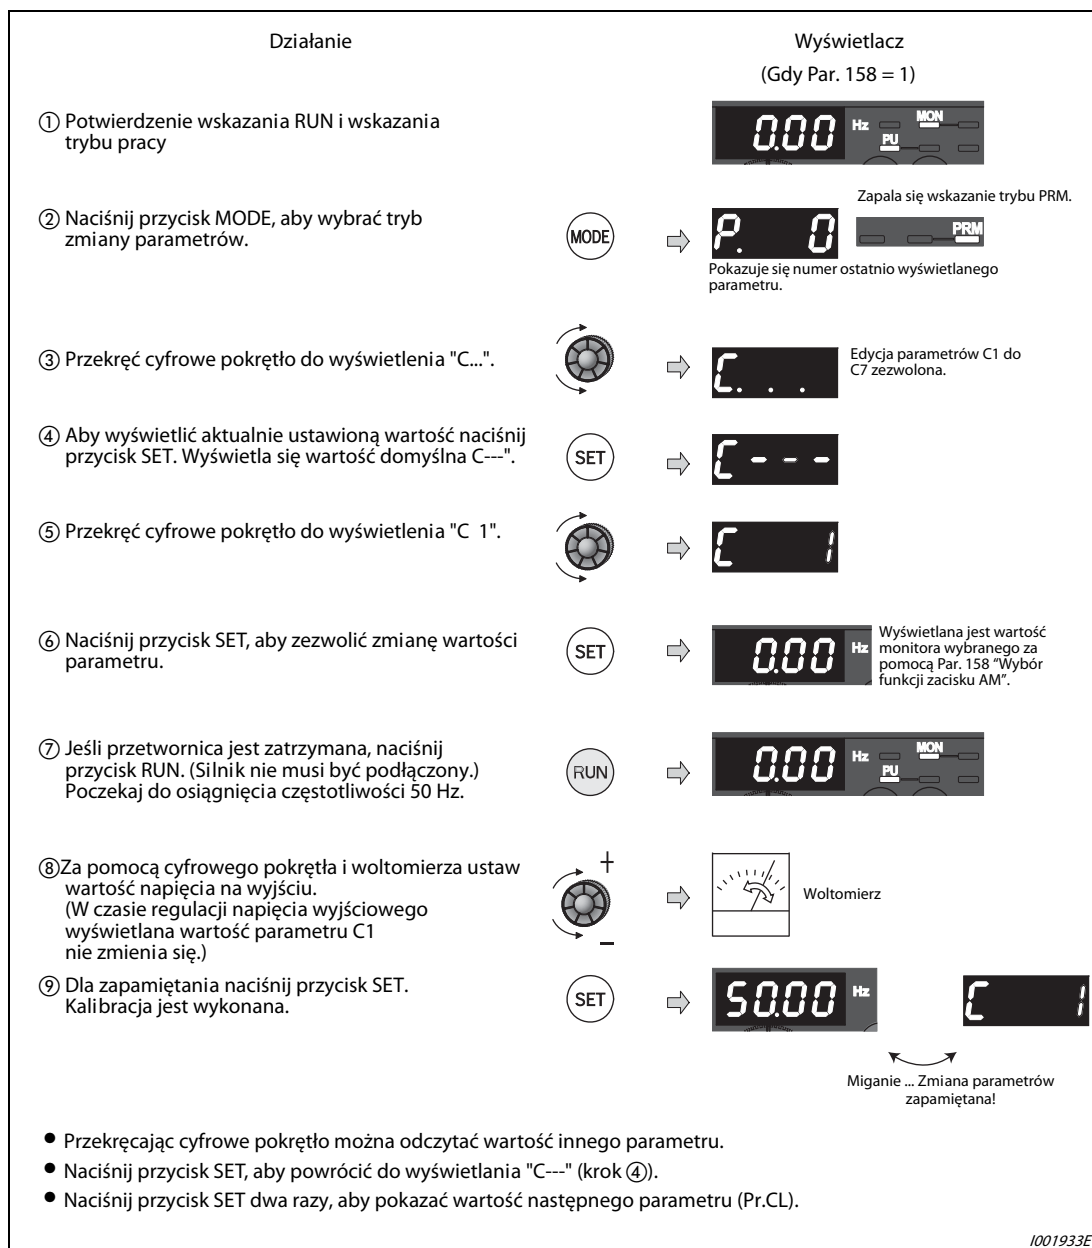 Działanie
Wyświetlacz
(Gdy Par. 158 = 1)
① Potwierdzenie wskazania RUN i wskazania
trybu pracy
0.00 Hz MON
PU
② Naciśnij przycisk MODE, aby wybrać tryb
zmiany parametrów.
MODE
P. 0
Zapala się wskazanie trybu PRM.
PRM
Pokazuje się numer ostatnio wyświetlanego
parametru.
③ Przekręć cyfrowe pokrętło do wyświetlenia "C...".
C...
Edycja parametrów C1 do
C7 zezwolona.
④ Aby wyświetlić aktualnie ustawioną wartość naciśnij
przycisk SET. Wyświetla się wartość domyślna C---".
SET
C---
⑤ Przekręć cyfrowe pokrętło do wyświetlenia "C 1".
C 1
⑥ Naciśnij przycisk SET, aby zezwolić zmianę wartości
parametru.
SET
0.00 Hz
Wyświetlana jest wartość
monitora wybranego za
pomocą Par. 158 "Wybór
funkcji zacisku AM".
⑦ Jeśli przetwornica jest zatrzymana, naciśnij
przycisk RUN. (Silnik nie musi być podłączony.)
Poczekaj do osiągnięcia częstotliwości 50 Hz.
RUN
0.00 Hz MON
PU
⑧Za pomocą cyfrowego pokrętła i woltomierza ustaw
wartość napięcia na wyjściu.
(W czasie regulacji napięcia wyjściowego
wyświetlana wartość parametru C1
nie zmienia się.)
+
−
Woltomierz
⑨ Dla zapamiętania naciśnij przycisk SET.
Kalibracja jest wykonana.
SET
50.00 Hz
C 1
Miganie ... Zmiana parametrów
zapamiętana!
• Przekręcając cyfrowe pokrętło można odczytać wartość innego parametru.
• Naciśnij przycisk SET, aby powrócić do wyświetlania "C---" (krok ④).
• Naciśnij przycisk SET dwa razy, aby pokazać wartość następnego parametru (Pr.CL).
I001933E